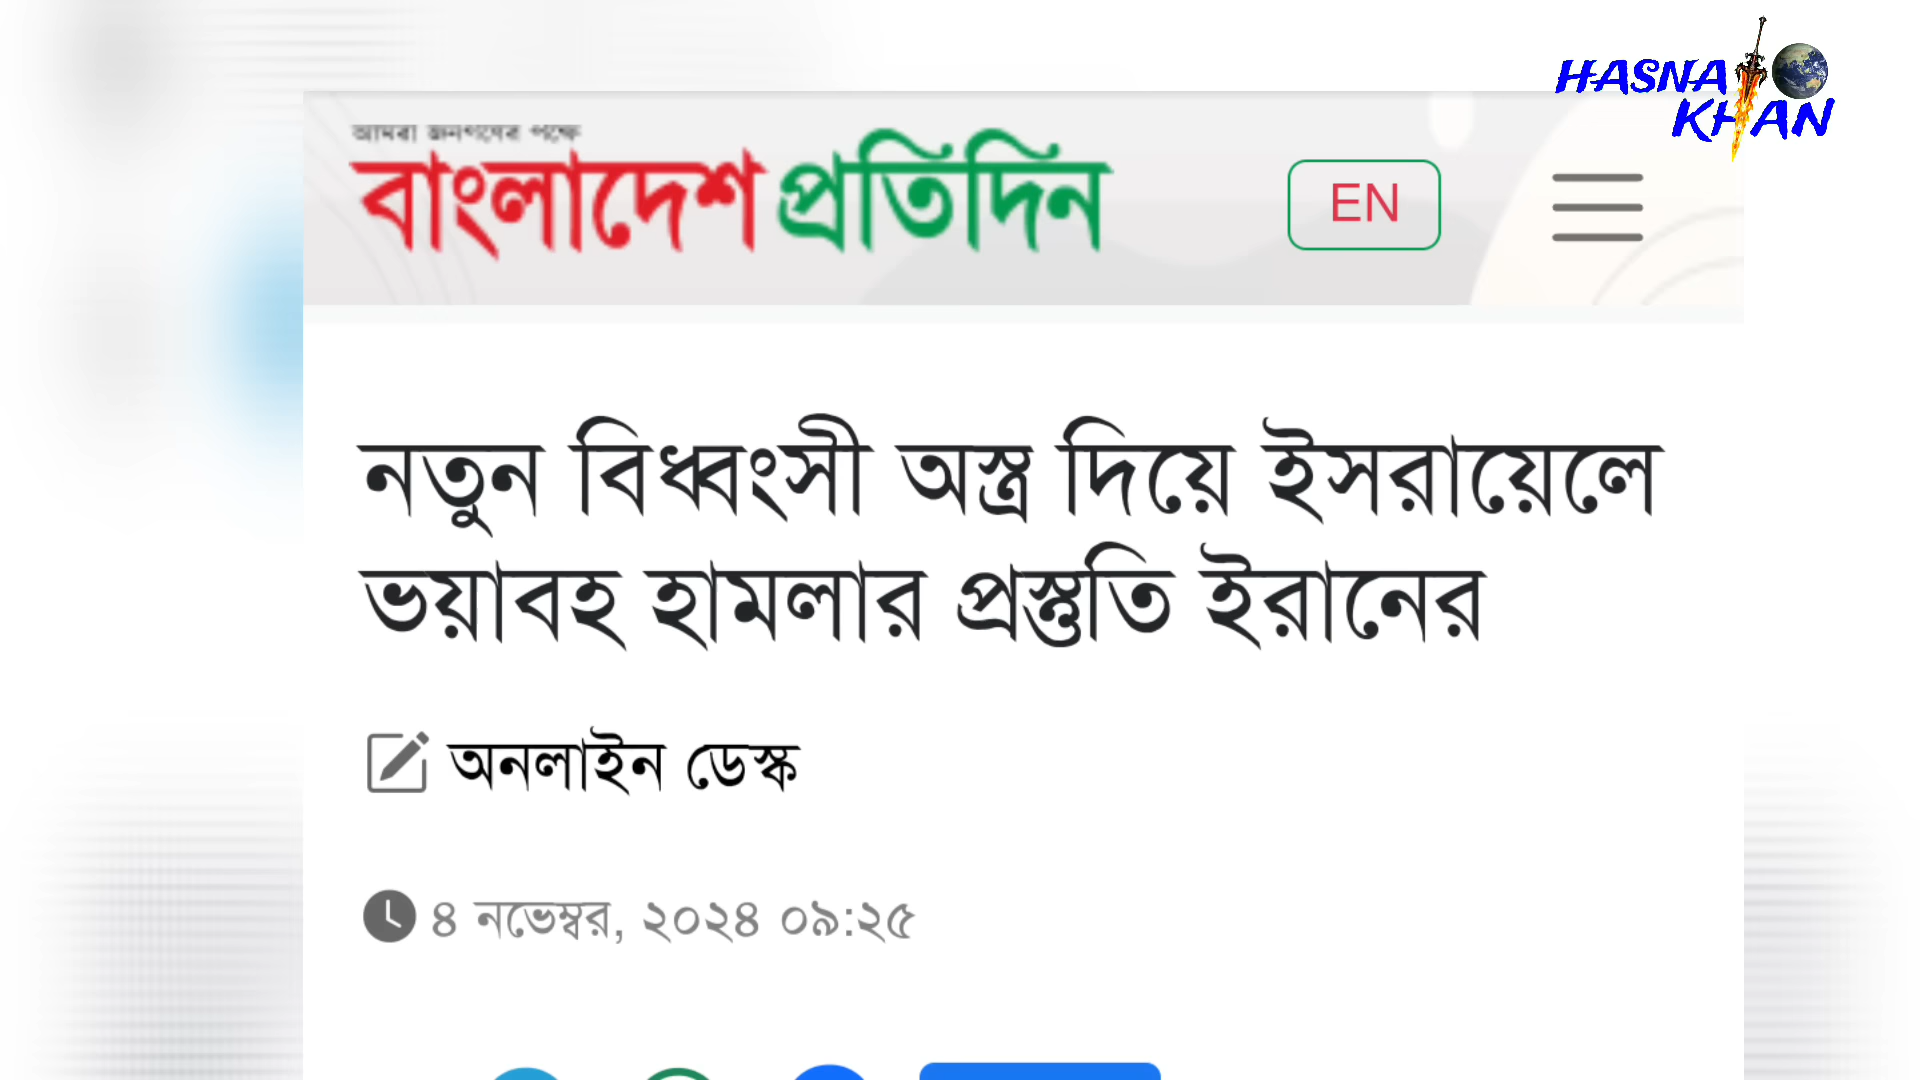 HASNA
KHAN
আমরা জনগণের পক্ষে
বাংলাদেশ প্রতিদিন
EN
নতুন বিধ্বংসী অস্ত্র দিয়ে ইসরায়েলে
ভয়াবহ হামলার প্রস্তুতি ইরানের
অনলাইন ডেস্ক
৪ নভেম্বর, ২০২৪ ০৯:২৫